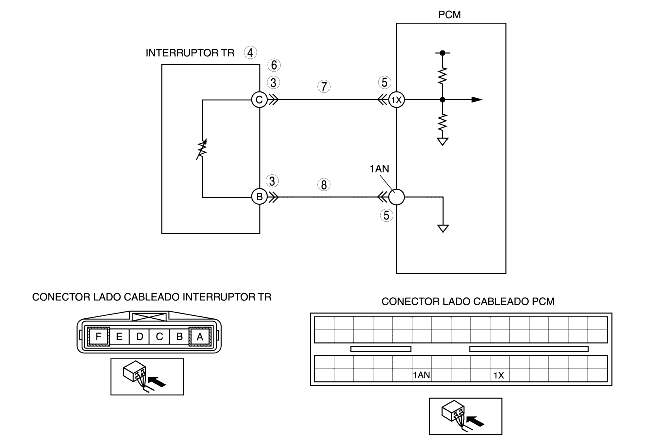 PCM
INTERRUPTOR TR 4
6
3
7
5
C
1X
1AN
3
8
B
5
CONECTOR LADO CABLEADO INTERRUPTOR TR
F E D C B A
CONECTOR LADO CABLEADO PCM
1AN 1X